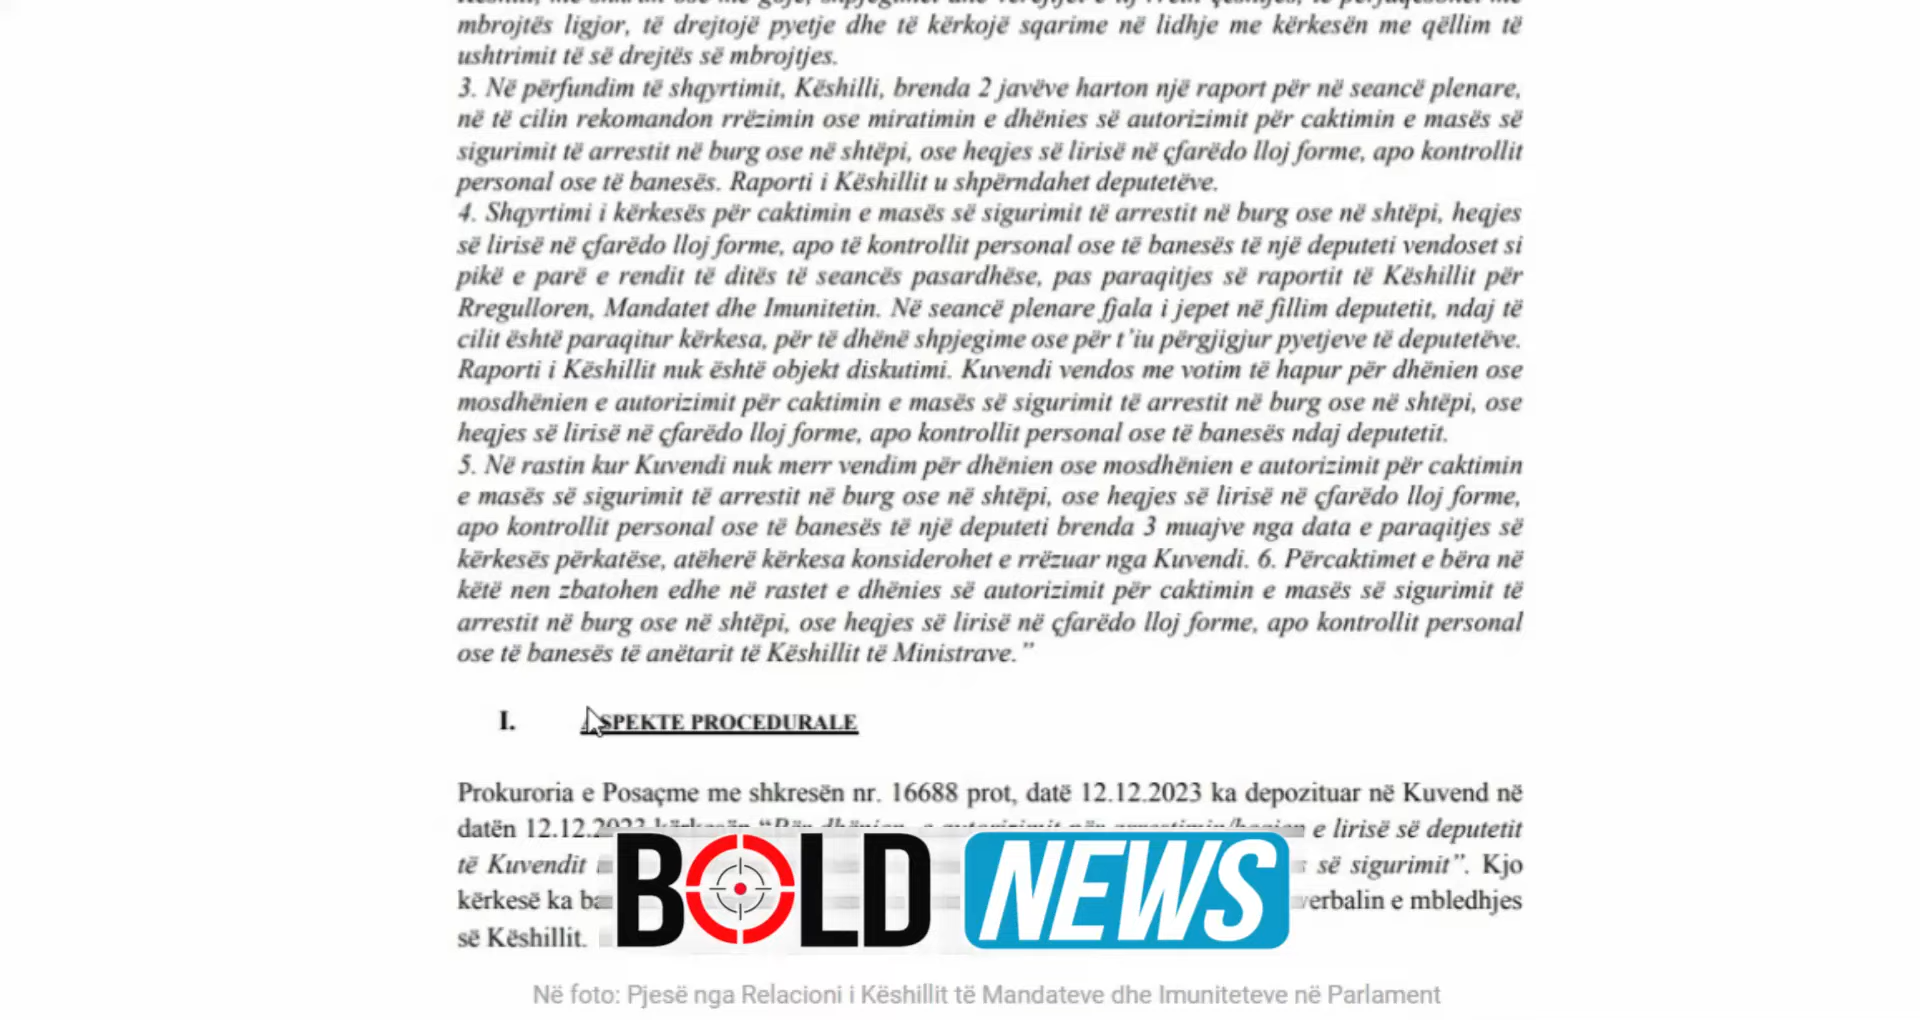 mbrojtës ligjor, të drejtojë pyetje dhe të kërkojë sqarime në lidhje me kërkesën me qëllim të
ushtrimit të së drejtës së mbrojtjes.
3. Në përfundim të shqyrtimit, Këshilli, brenda 2 javëve harton një raport për në seancë plenare,
në të cilin rekomandon rrëzimin ose miratimin e dhënies së autorizimit për caktimin e masës së
sigurimit të arrestit në burg ose në shtëpi, ose heqjes së lirisë në çfarëdo lloj forme, apo kontrollit
personal ose të banesës. Raporti i Këshillit u shpërndahet deputetëve.
4. Shqyrtimi i kërkesës për caktimin e masës së sigurimit të arrestit në burg ose në shtëpi, heqjes
së lirisë në çfarëdo lloj forme, apo të kontrollit personal ose të banesës të një deputeti vendoset si
pikë e parë e rendit të ditës të seancës pasardhëse, pas paraqitjes së raportit të Këshillit për
Rregulloren, Mandatet dhe Imunitetin. Në seancë plenare fjala i jepet në fillim deputetit, ndaj të
cilit është paraqitur kërkesa, për të dhënë shpjegime ose për t’iu përgjigjur pyetjeve të deputetëve.
Raporti i Këshillit nuk është objekt diskutimi. Kuvendi vendos me votim të hapur për dhënien ose
mosdhënien e autorizimit për caktimin e masës së sigurimit të arrestit në burg ose në shtëpi, ose
heqjes së lirisë në çfarëdo lloj forme, apo kontrollit personal ose të banesës ndaj deputetit.
5. Në rastin kur Kuvendi nuk merr vendim për dhënien ose mosdhënien e autorizimit për caktimin
e masës së sigurimit të arrestit në burg ose në shtëpi, ose heqjes së lirisë në çfarëdo lloj forme,
apo kontrollit personal ose të banesës të një deputeti brenda 3 muajve nga data e paraqitjes së
kërkesës përkatëse, atëherë kërkesa konsiderohet e rrëzuar nga Kuvendi. 6. Përcaktimet e bëra në
këtë nen zbatohen edhe në rastet e dhënies së autorizimit për caktimin e masës së sigurimit të
arrestit në burg ose në shtëpi, ose heqjes së lirisë në çfarëdo lloj forme, apo kontrollit personal
ose të banesës të anëtarit të Këshillit të Ministrave.”
I. ASPEKTE PROCEDURALE
Prokuroria e Posaçme me shkresën nr. 16688 prot, datë 12.12.2023 ka depozituar në Kuvend në
datën 12.12.2023 kërkesën “Për dhënien e autorizimit për arrestimin/heqjen e lirisë së deputetit
të Kuvendit së sigurimit”. Kjo
kërkesë ka verbalin e mbledhjes
së Këshillit.
BOLD NEWS
Në foto: Pjesë nga Relacioni i Këshillit të Mandateve dhe Imuniteteve në Parlament